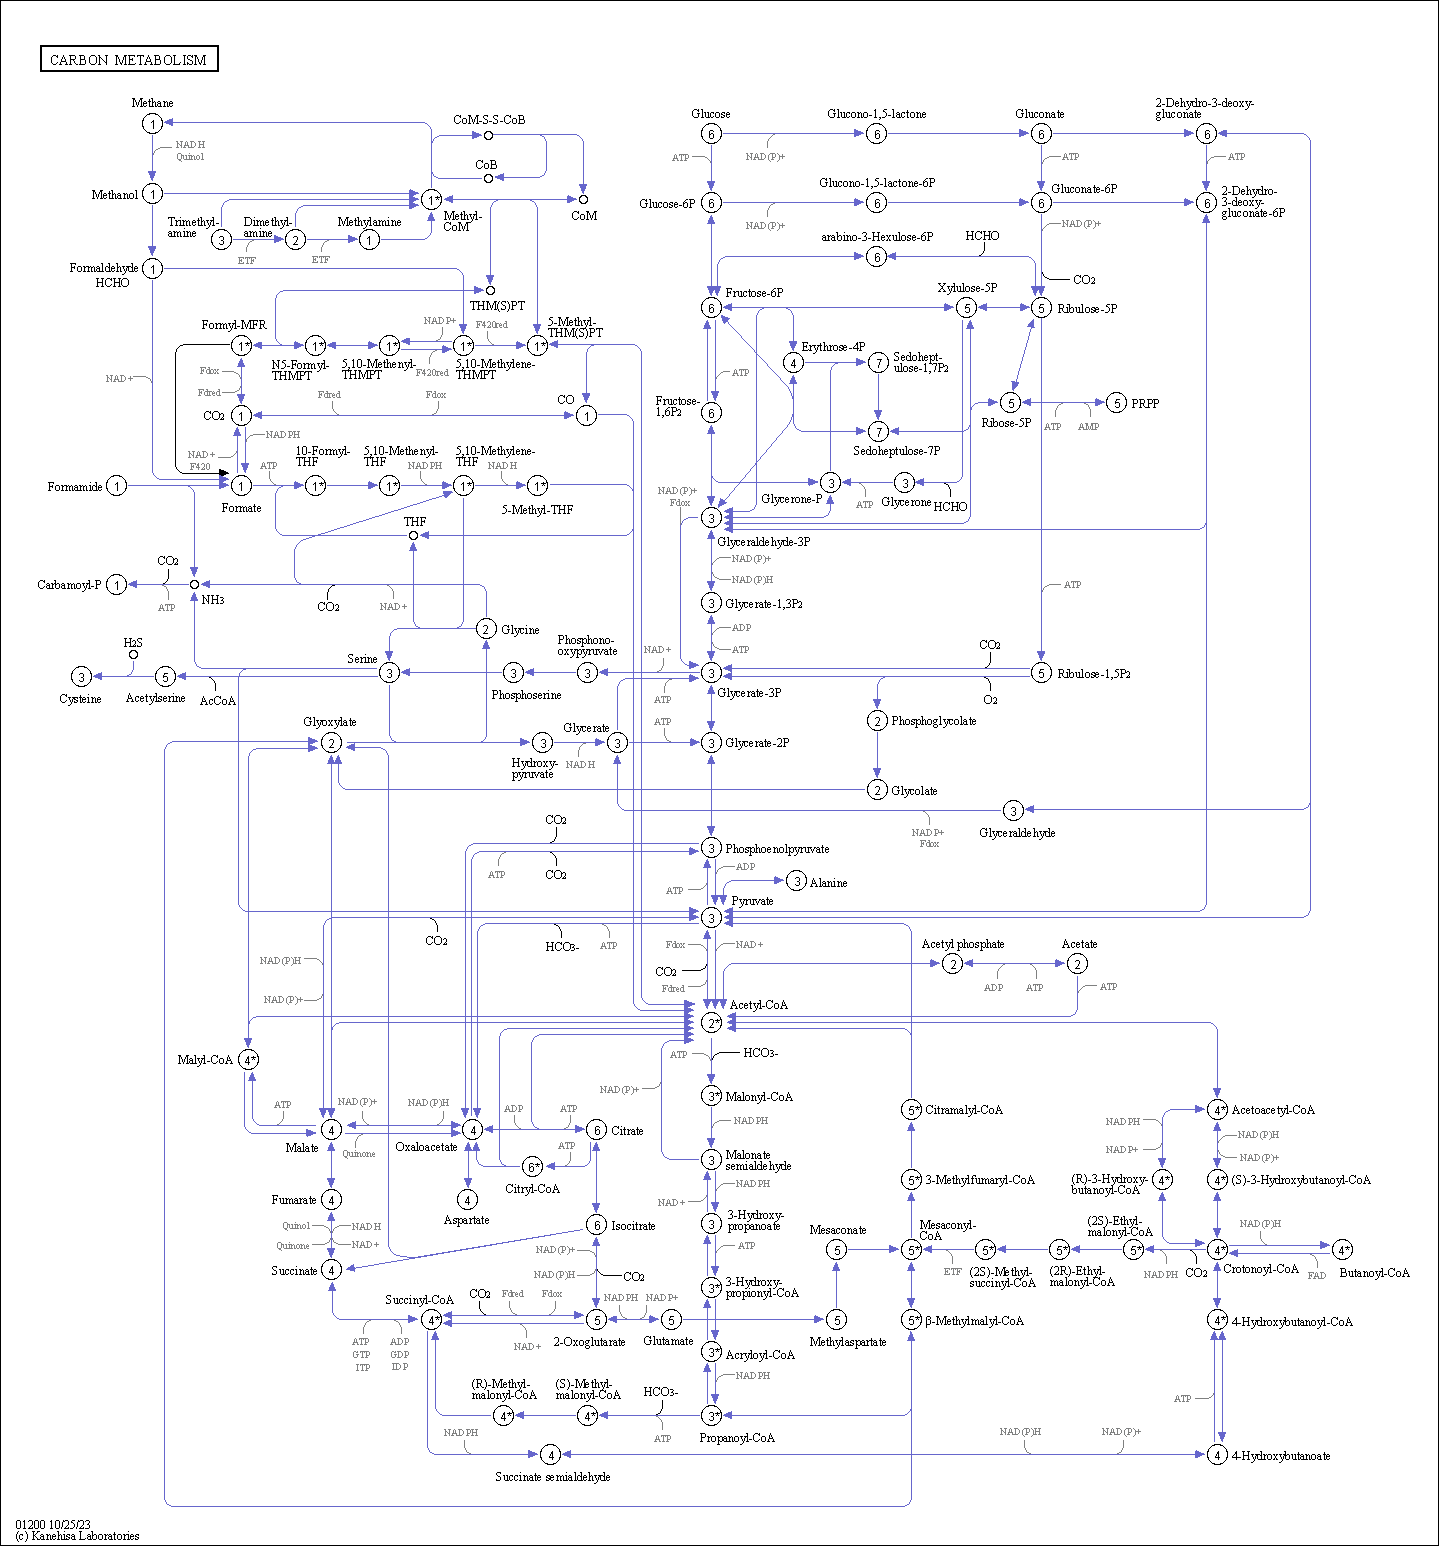 CARBON METABOLISM
Methane
1
NADH
Quinol
Methanol
1
CoM-S-S-CoB
CoB
1*
Methyl-
CoM
CoM
Trimethyl-
amine
3
Dimethyl-
amine
2
Methylamine
1
ETF
ETF
Formaldehyde
HCHO
1
THM(S)PT
Formyl-MFR
1*
N5-Formyl-
THMPT
1*
5,10-Methenyl-
THMPT
1*
NADP+
F420red
5,10-Methylene-
THMPT
1*
F420red
5-Methyl-
THM(S)PT
1*
NAD+
Fdox
Fdred
CO2
1
Fdred
Fdox
CO
1
NADPH
NAD+
F420
ATP
10-Formyl-
THF
5,10-Methenyl-
THF
NADPH
5,10-Methylene-
THF
NADH
Formamide
1
1
Formate
1*
1*
1*
1*
5-Methyl-THF
THF
Carbamoyl-P
1
CO2
ATP
NH3
CO2
NAD+
2
Glycine
H2S
Serine
3
3
Cysteine
5
Acetylserine
AcCoA
3
Phosphoserine
Phosphono-
oxypyruvate
3
NAD+
ATP
Glyoxylate
2
3
Hydroxy-
pyruvate
NADH
Glycerate
3
ATP
Glucose
6
NAD(P)+
Glucono-1,5-lactone
6
Gluconate
6
2-Dehydro-3-deoxy-
gluconate
6
ATP
ATP
ATP
Glucose-6P
6
NAD(P)+
Glucono-1,5-lactone-6P
6
Gluconate-6P
6
2-Dehydro-
3-deoxy-
gluconate-6P
6
NAD(P)+
arabino-3-Hexulose-6P
6
HCHO
CO2
Fructose-6P
6
Xylulose-5P
5
5
Ribulose-5P
Erythrose-4P
4
7
Sedohept-
ulose-1,7P2
ATP
Fructose-
1,6P2
6
7
Sedoheptulose-7P
5
Ribose-5P
ATP
AMP
5
PRPP
NAD(P)+
Fdox
3
Glycerone-P
ATP
3
Glycerone
HCHO
3
Glyceraldehyde-3P
NAD(P)+
NAD(P)H
3
Glycerate-1,3P2
ADP
ATP
ATP
CO2
3
Glycerate-3P
5
Ribulose-1,5P2
O2
2
Phosphoglycolate
3
Glycerate-2P
2
Glycolate
3
Glyceraldehyde
NADP+
Fdox
CO2
3
Phosphoenolpyruvate
ATP
CO2
ADP
ATP
3
Alanine
Pyruvate
3
CO2
HCO3-
ATP
Fdox
NAD+
CO2
Fdred
NAD(P)H
NAD(P)+
Acetyl phosphate
2
Acetate
2
ADP
ATP
ATP
Acetyl-CoA
2*
ATP
HCO3-
Malyl-CoA
4*
NAD(P)+
3*
Malonyl-CoA
NADPH
ATP
NAD(P)+
NAD(P)H
ADP
ATP
Malate
4
Quinone
Oxaloacetate
4
6
Citrate
ATP
6*
Citryl-CoA
3
Malonate
semialdehyde
5*
Citramalyl-CoA
4*
Acetoacetyl-CoA
NADPH
NADP+
NAD(P)H
NAD(P)+
Fumarate
4
4
Aspartate
NAD+
NADPH
5*
3-Methylfumaryl-CoA
(R)-3-Hydroxy-
butanoyl-CoA
4*
4*
(S)-3-Hydroxybutanoyl-CoA
Quinol
NADH
Quinone
NAD+
6
Isocitrate
3
3-Hydroxy-
propanoate
ATP
Mesaconate
5
Mesaconyl-
CoA
5*
ETF
5*
(2S)-Methyl-
succinyl-CoA
5*
(2R)-Ethyl-
malonyl-CoA
(2S)-Ethyl-
malonyl-CoA
5*
NADPH
CO2
4*
Crotonoyl-CoA
NAD(P)H
FAD
4*
Butanoyl-CoA
Succinate
4
NAD(P)+
NAD(P)H
CO2
3*
3-Hydroxy-
propionyl-CoA
Succinyl-CoA
4*
CO2
Fdred
Fdox
NAD+
5
2-Oxoglutarate
NADPH
NADP+
5
Glutamate
5
Methylaspartate
5*
β-Methylmalyl-CoA
4*
4-Hydroxybutanoyl-CoA
ATP
GTP
ITP
ADP
GDP
IDP
3*
Acryloyl-CoA
NADPH
(R)-Methyl-
malonyl-CoA
4*
(S)-Methyl-
malonyl-CoA
4*
HCO3-
ATP
3*
Propanoyl-CoA
ATP
NADPH
4
Succinate semialdehyde
NAD(P)H
NAD(P)+
4
4-Hydroxybutanoate
01200 10/25/23
(c) Kanehisa Laboratories